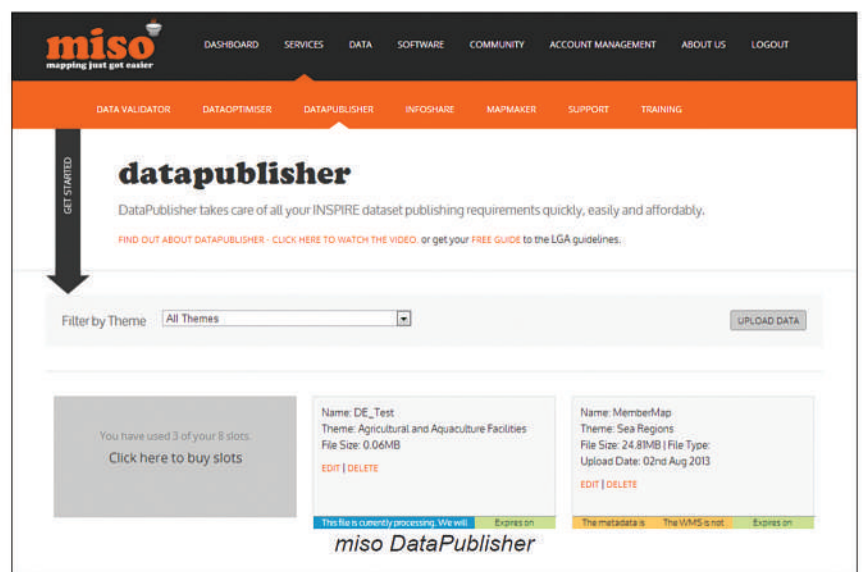 miso
mapping just got easier
DASHBOARD SERVICES DATA SOFTWARE COMMUNITY ACCOUNT MANAGEMENT ABOUT US LOGOUT
DATA VALIDATOR DATAOPTIMISER DATAPUBLISHER INFOSHARE MAPMAKER SUPPORT TRAINING
GET STARTED
datapublisher
DataPublisher takes care of all your INSPIRE dataset publishing requirements quickly, easily and affordably.
FIND OUT ABOUT DATAPUBLISHER - CLICK HERE TO WATCH THE VIDEO. or get your FREE GUIDE to the LGA guidelines.
Filter by Theme All Themes UPLOAD DATA
You have used 3 of your 8 slots.
Click here to buy slots
Name: DE_Test
Theme: Agricultural and Aquaculture Facilities
File Size: 0.06MB
EDIT | DELETE
This file is currently processing. We will Expires on
Name: MemberMap
Theme: Sea Regions
File Size: 24.81MB | File Type:
Upload Date: 02nd Aug 2013
EDIT | DELETE
The metadata is The WMS is not Expires on
miso DataPublisher